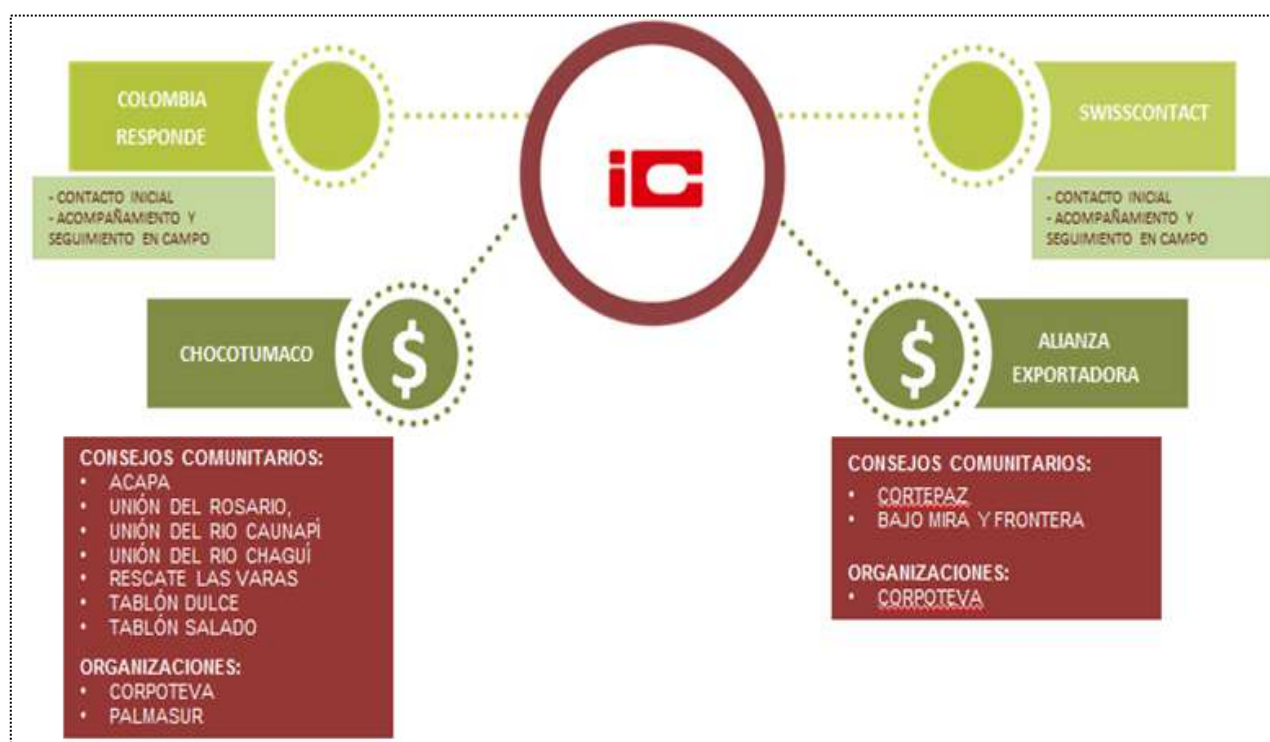 COLOMBIA
RESPONDE
- CONTACTO INICIAL
- ACOMPAÑAMIENTO Y
SEGUIMIENTO EN CAMPO
iC
SWISSCONTACT
- CONTACTO INICIAL
- ACOMPAÑAMIENTO Y
SEGUIMIENTO EN CAMPO
CHOCOTUMACO
$
$
ALIANZA
EXPORTADORA
CONSEJOS COMUNITARIOS:
• ACAPA
• UNIÓN DEL ROSARIO,
• UNIÓN DEL RIO CAUNAPÍ
• UNIÓN DEL RIO CHAGUÍ
• RESCATE LAS VARAS
• TABLÓN DULCE
• TABLÓN SALADO
ORGANIZACIONES:
• CORPOTEVA
• PALMASUR
CONSEJOS COMUNITARIOS:
• CORTEPAZ
• BAJO MIRA Y FRONTERA
ORGANIZACIONES:
• CORPOTEVA